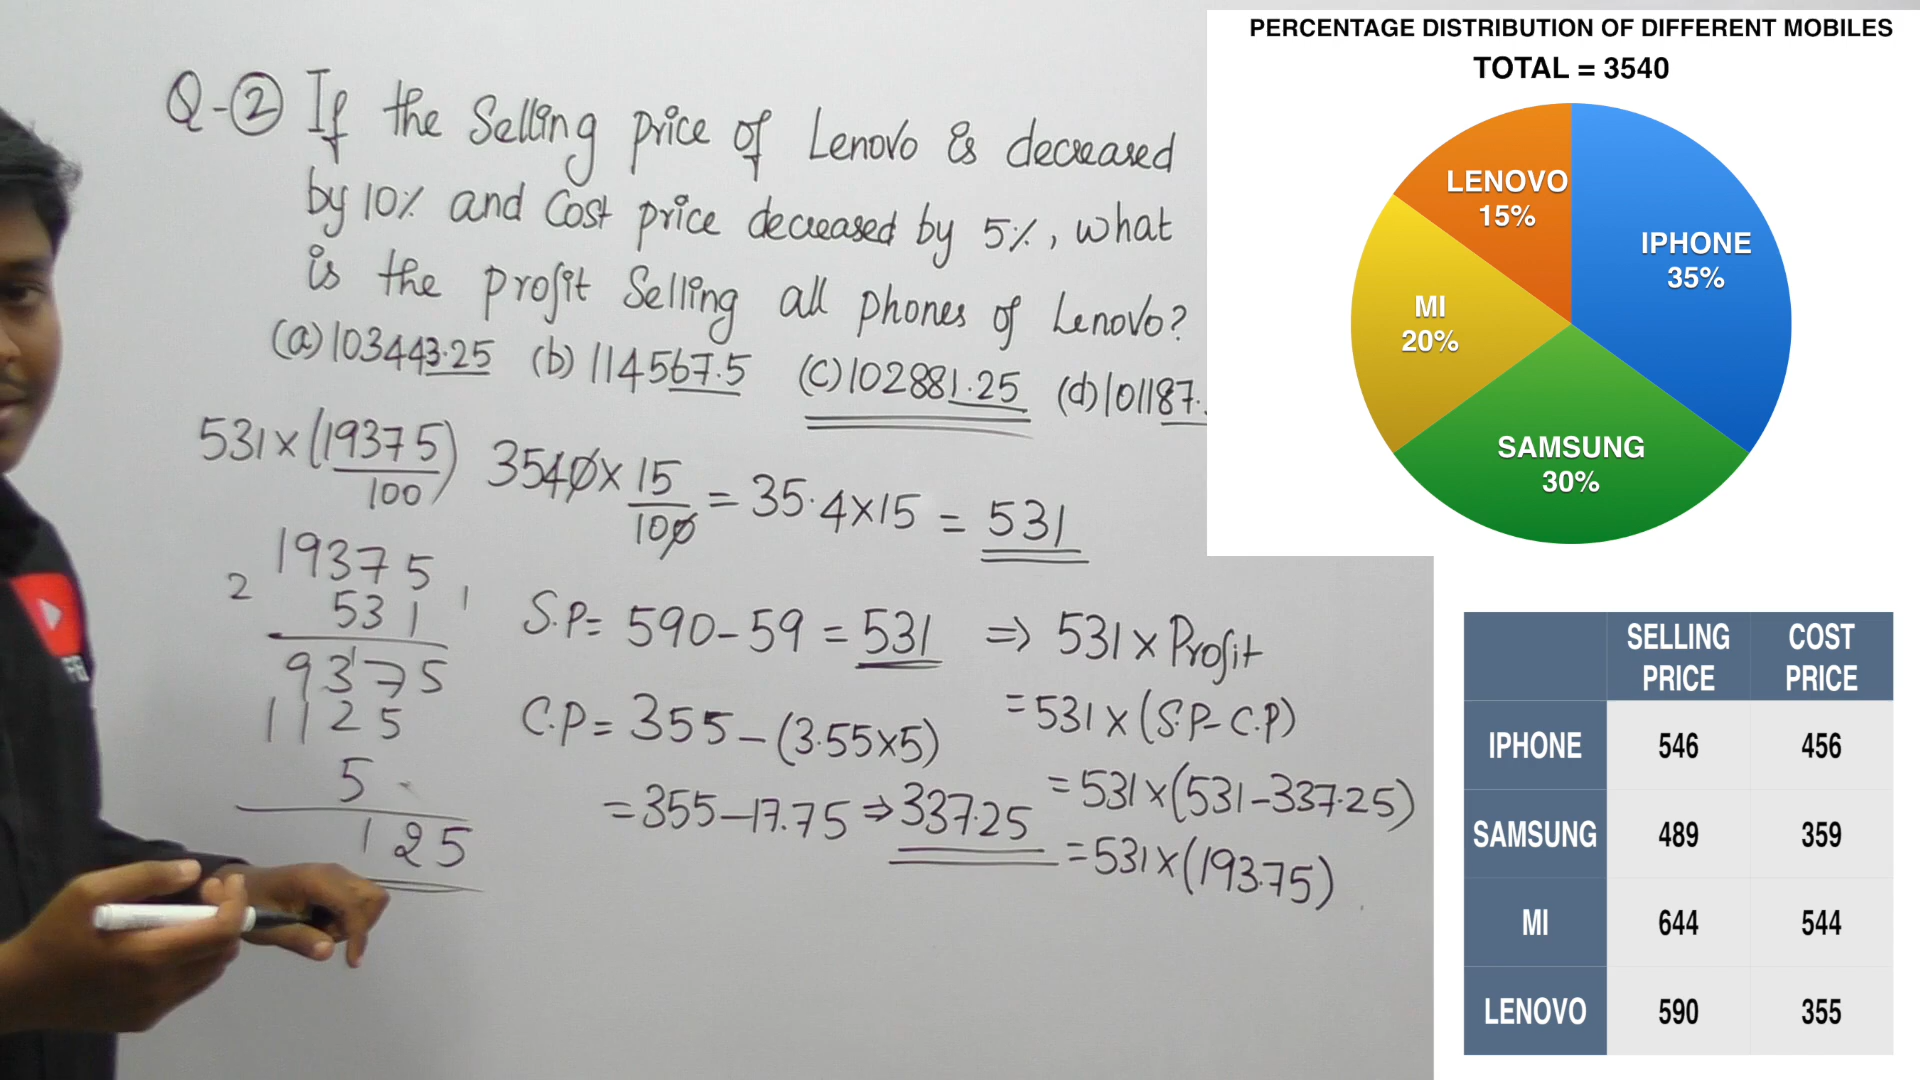 Q-② If the Selling price of Lenovo is decreased
by 10% and Cost price decreased by 5%, what
is the profit Selling all phones of Lenovo?
(a) 103443.25 (b) 114567.5 (c) 102881.25 (d) 101187.
531 × (19375/100)
3540 × 15/100 = 35.4×15 = 531
19375
2 531 1
9375
1125
5
125
S.P= 590-59 = 531 ⇒ 531 × Profit
C.P = 355 - (3.55×5)
= 355-17.75 ⇒ 337.25
= 531 × (S.P-C.P)
= 531×(531-337.25)
= 531×(193.75)
PERCENTAGE DISTRIBUTION OF DIFFERENT MOBILES
TOTAL = 3540
LENOVO
15%
IPHONE
35%
MI
20%
SAMSUNG
30%
SELLING PRICE COST PRICE
IPHONE 546 456
SAMSUNG 489 359
MI 644 544
LENOVO 590 355